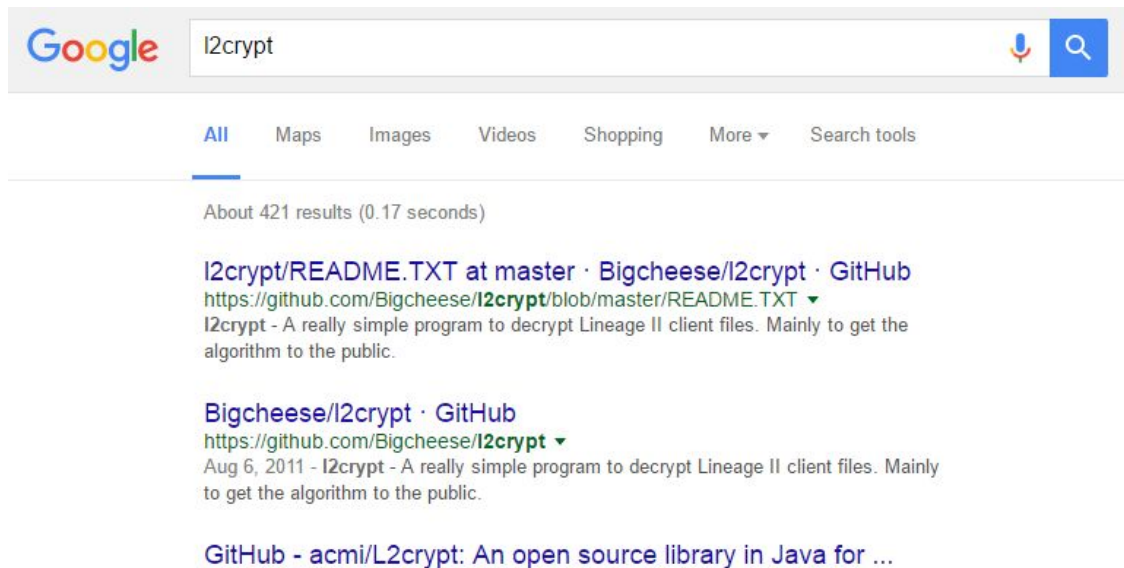 Google
l2crypt
All Maps Images Videos Shopping More Search tools
About 421 results (0.17 seconds)
l2crypt/README.TXT at master · Bigcheese/l2crypt · GitHub
https://github.com/Bigcheese/l2crypt/blob/master/README.TXT
l2crypt - A really simple program to decrypt Lineage II client files. Mainly to get the
algorithm to the public.
Bigcheese/l2crypt · GitHub
https://github.com/Bigcheese/l2crypt
Aug 6, 2011 - l2crypt - A really simple program to decrypt Lineage II client files. Mainly
to get the algorithm to the public.
GitHub - acmi/L2crypt: An open source library in Java for ...